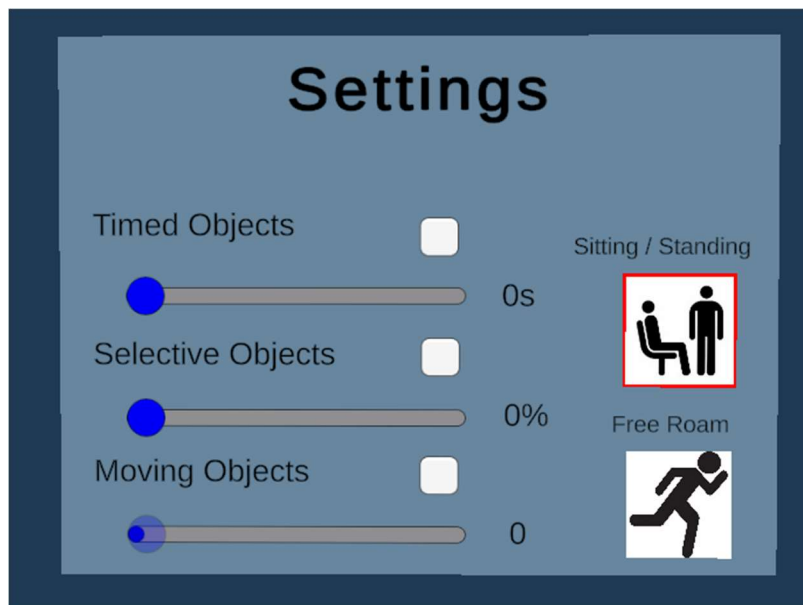 Settings
Timed Objects
0s
Sitting / Standing
Selective Objects
0%
Free Roam
Moving Objects
0